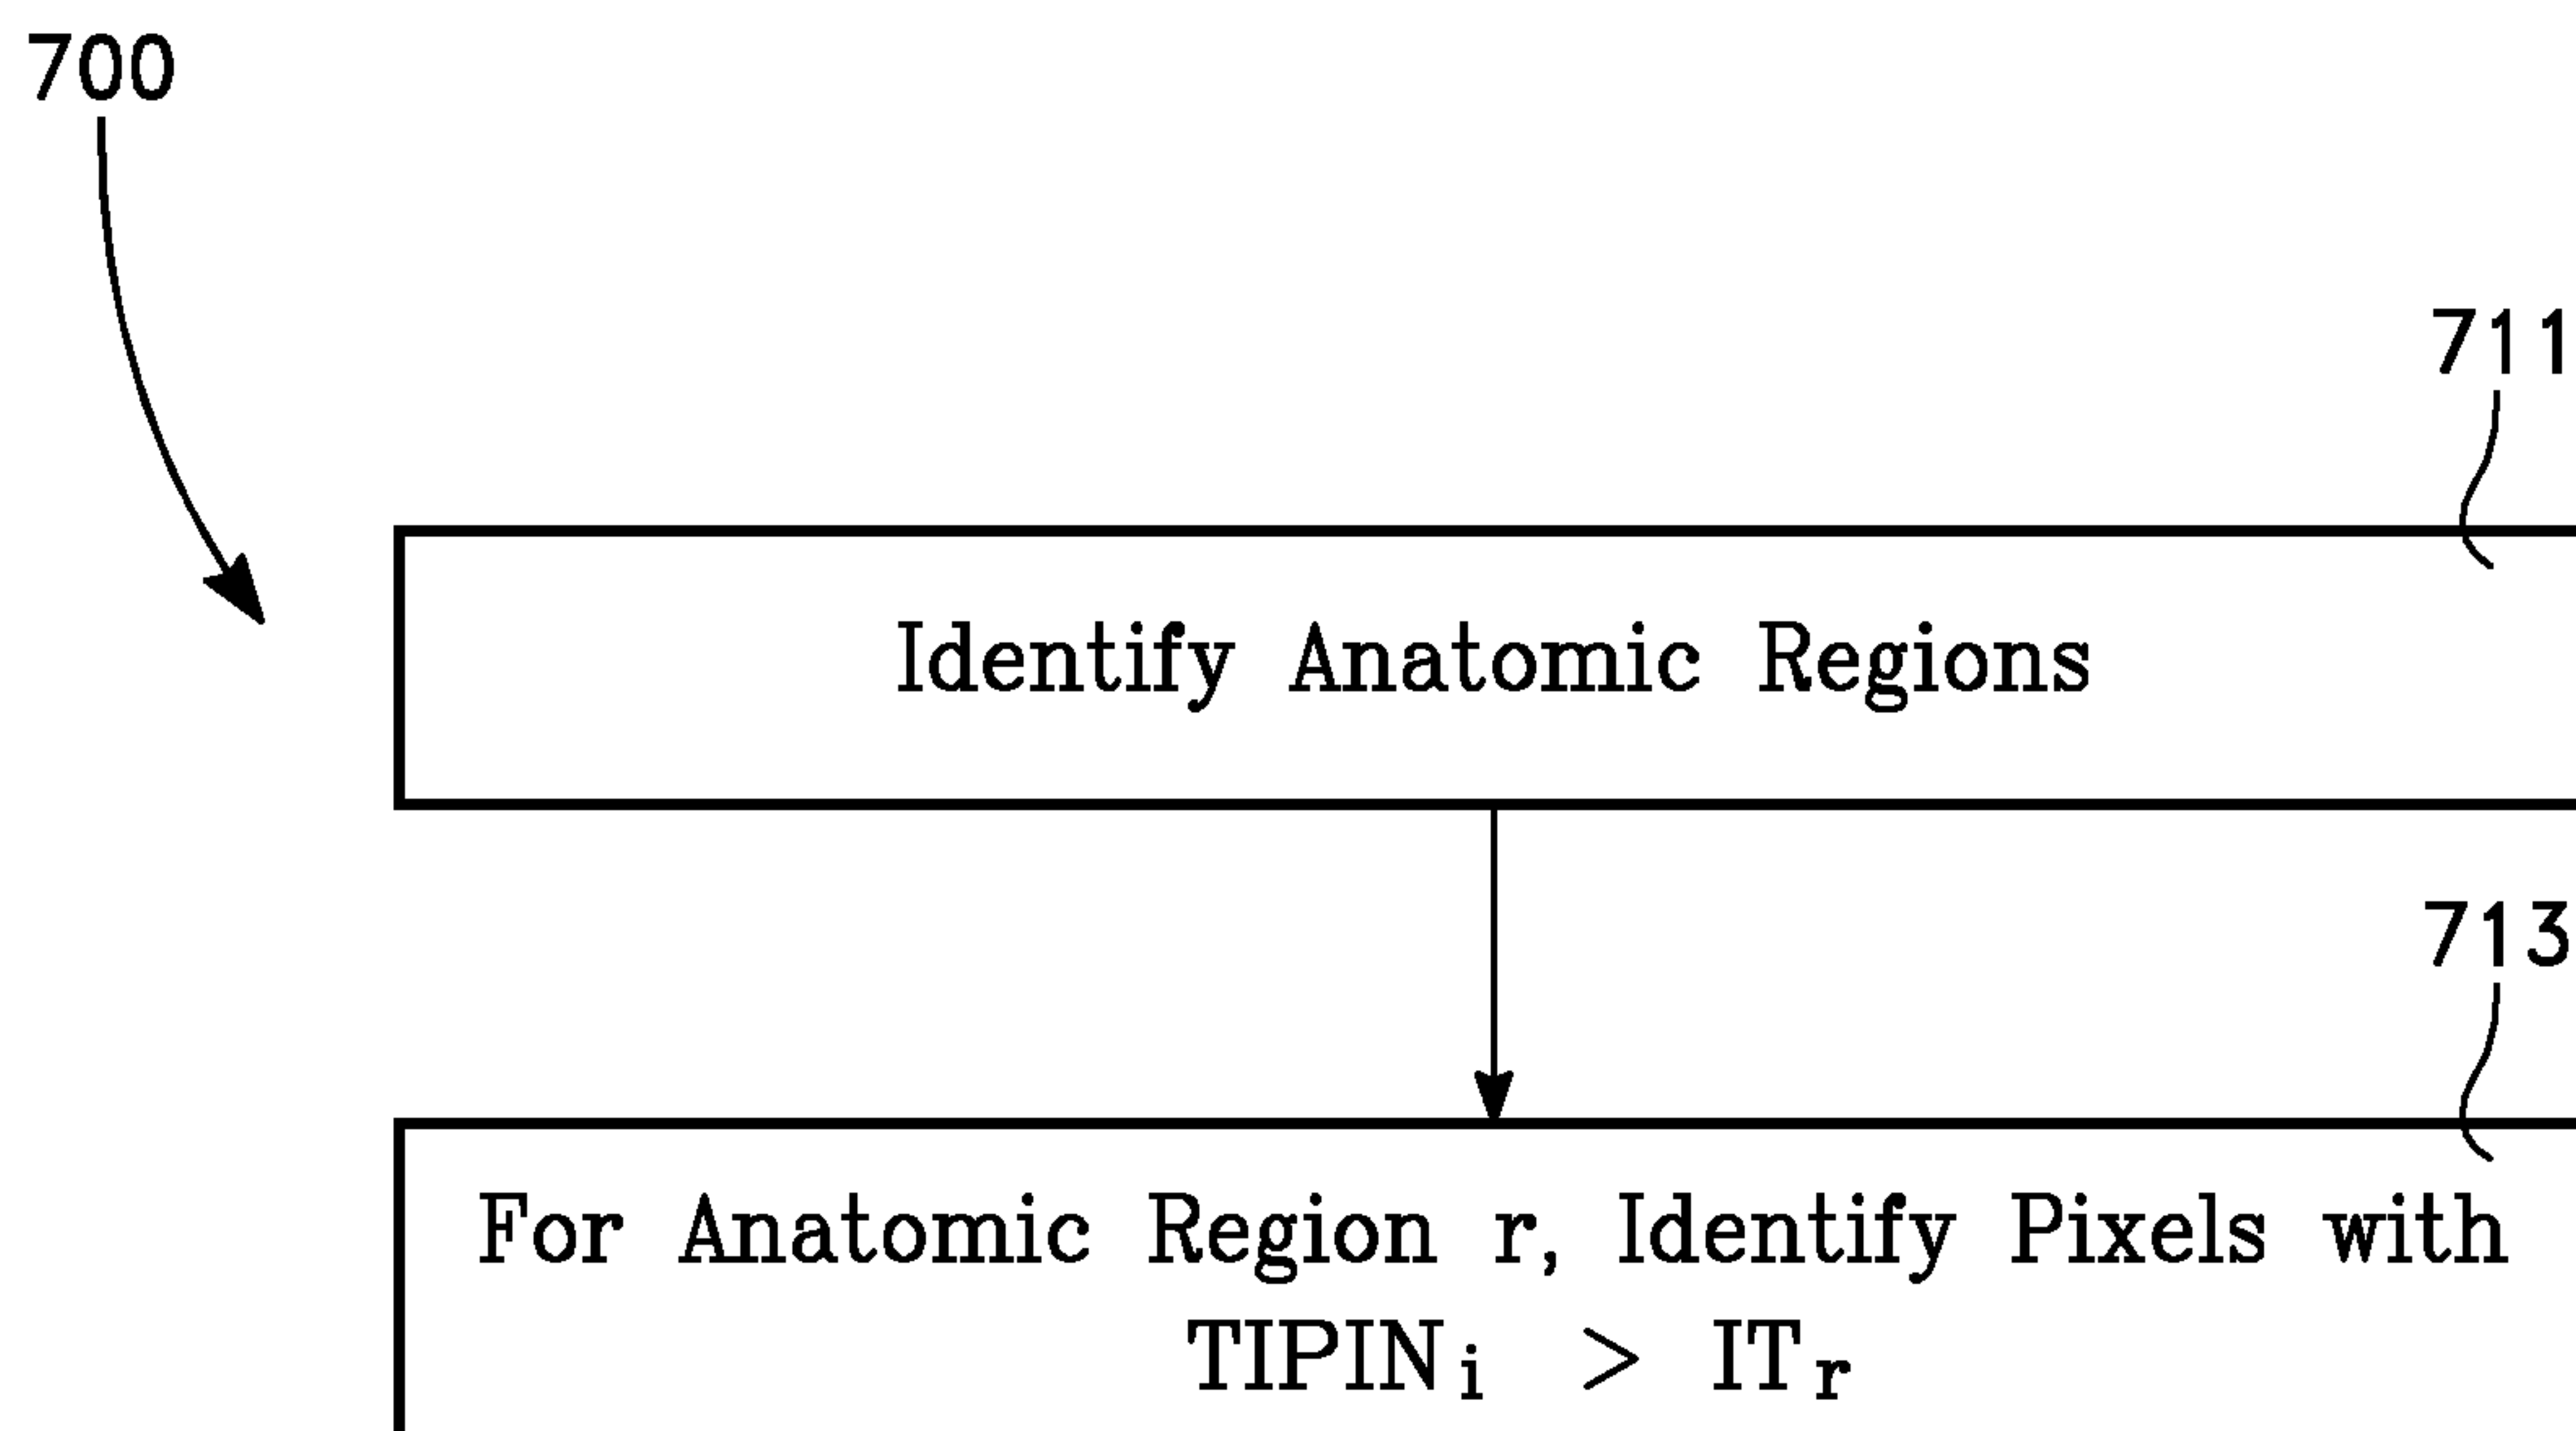 700
711
Identify Anatomic Regions
713
For Anatomic Region r, Identify Pixels with
TIPINᵢ > ITᵣ